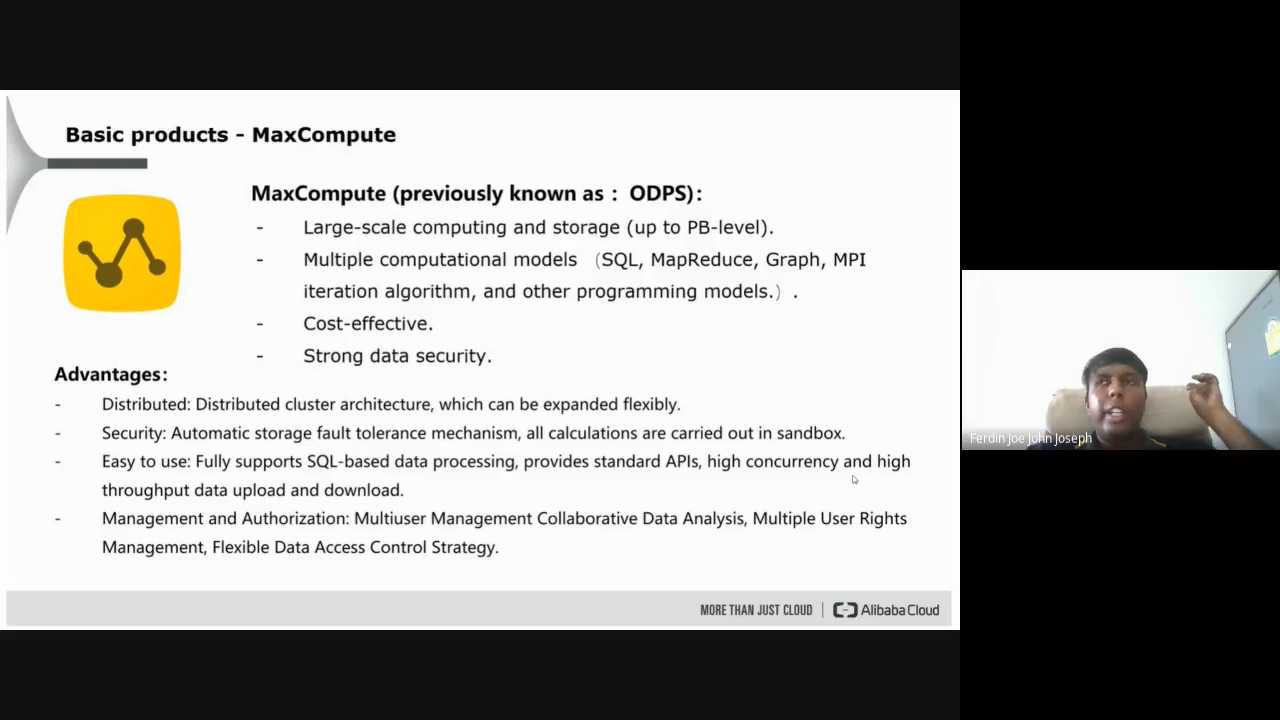 Basic products - MaxCompute
MaxCompute (previously known as： ODPS)：
- Large-scale computing and storage (up to PB-level).
- Multiple computational models （SQL, MapReduce, Graph, MPI
iteration algorithm, and other programming models.）.
- Cost-effective.
- Strong data security.
Advantages：
- Distributed: Distributed cluster architecture, which can be expanded flexibly.
- Security: Automatic storage fault tolerance mechanism, all calculations are carried out in sandbox.
- Easy to use: Fully supports SQL-based data processing, provides standard APIs, high concurrency and high
throughput data upload and download.
- Management and Authorization: Multiuser Management Collaborative Data Analysis, Multiple User Rights
Management, Flexible Data Access Control Strategy.
MORE THAN JUST CLOUD | Alibaba Cloud
Ferdin Joe John Joseph